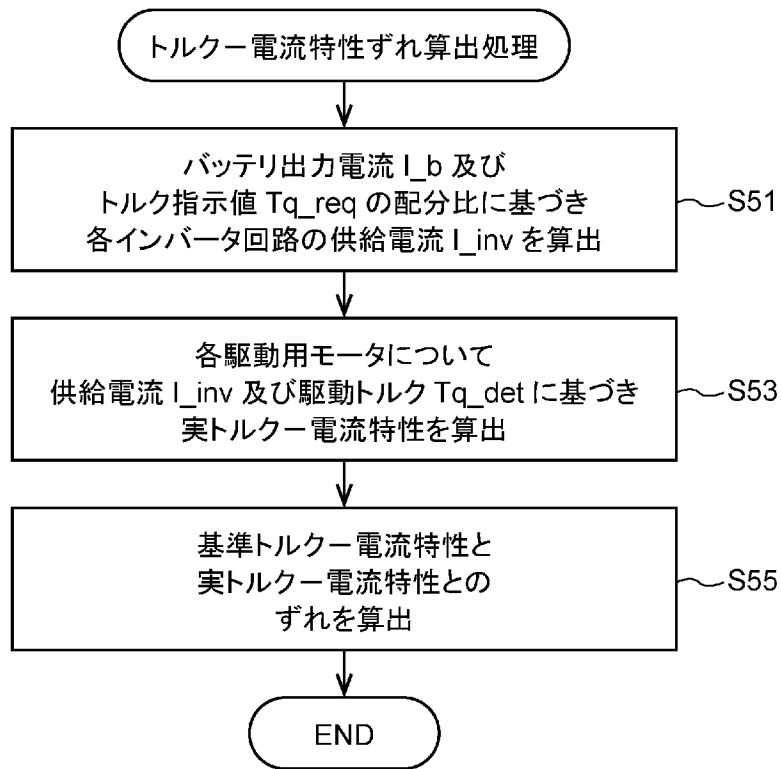 トルクー電流特性ずれ算出処理
バッテリ出力電流 I_b 及び
トルク指示値 Tq_req の配分比に基づき
各インバータ回路の供給電流 I_inv を算出
S51
各駆動用モータについて
供給電流 I_inv 及び駆動トルク Tq_det に基づき
実トルクー電流特性を算出
S53
基準トルクー電流特性と
実トルクー電流特性との
ずれを算出
S55
END